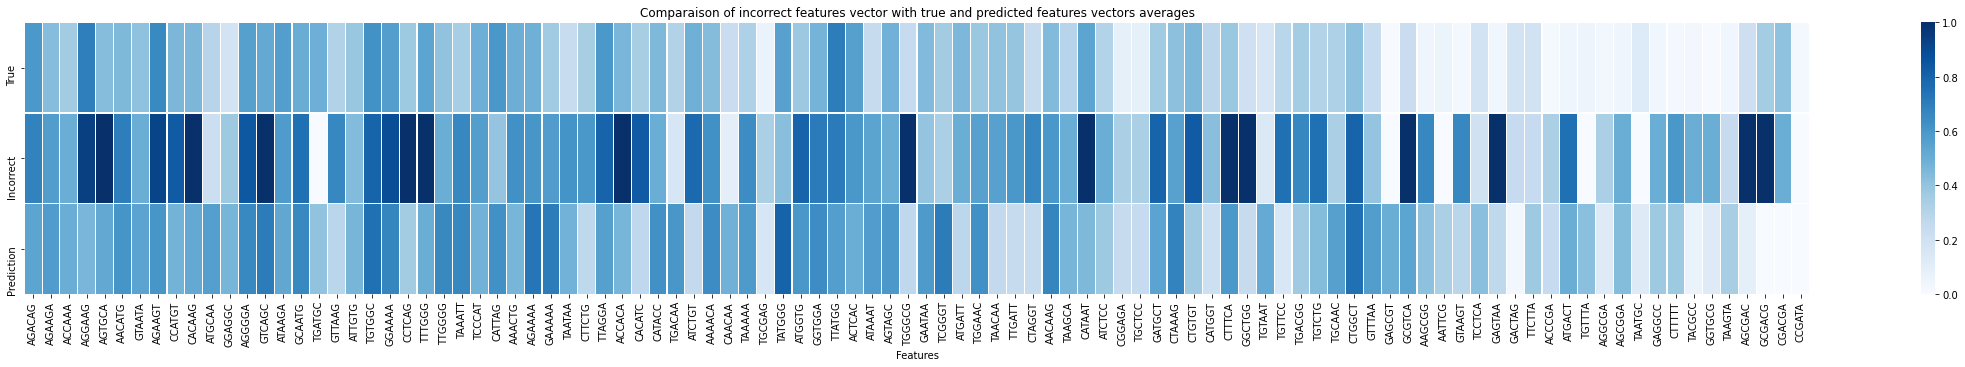 Comparaison of incorrect features vector with true and predicted features vectors averages
True
Incorrect
Prediction
AGACAG AGAAGA ACCAAA AGGAAG AGTGCA AACATG GTAATA AGAAGT CCATGT CACAAG ATGCAA GGAGGC AGGGGA GTCAGC ATAAGA GCAATG TGATGC GTTAAG ATTGTG TGTGGC GGAAAA CCTCAG TTTGGG TTGGGG TAAATT TCCCAT CATTAG AAACTG AGAAAA GAAAAA TAATAA CTTCTG TTAGGA ACCACA CACATC CATACC TGACAA ATCTGT AAAACA CAACAA TAAAAA TGCGAG TATGGG ATGGTG GGTGGA TTATGG ACTCAC ATAAAT AGTAGC TGGGCG GAATAA TCGGGT ATGATT TGGAAC TAACAA TTGATT CTAGGT AACAAG TAAGCA CATAAT ATCTCC CGGAGA TGCTCC GATGCT CTAAAG CTGTGT CATGGT CTTTCA GGCTGG TGTAAT TGTTCC TGACGG TGTCTG TGCAAC CTGGCT GTTTAA GAGCGT GCGTCA AAGCGG AATTCG GTAAGT TCCTCA GAGTAA GACTAG TTCTTA ACCCGA ATGACT TGTTTA AGGCGA AGCGGA TAATGC GAGGCC CTTTTT TACGCC GGTGCG TAAGTA AGCGAC GCGACG CGACGA CCGATA
Features
1.0
0.8
0.6
0.4
0.2
0.0